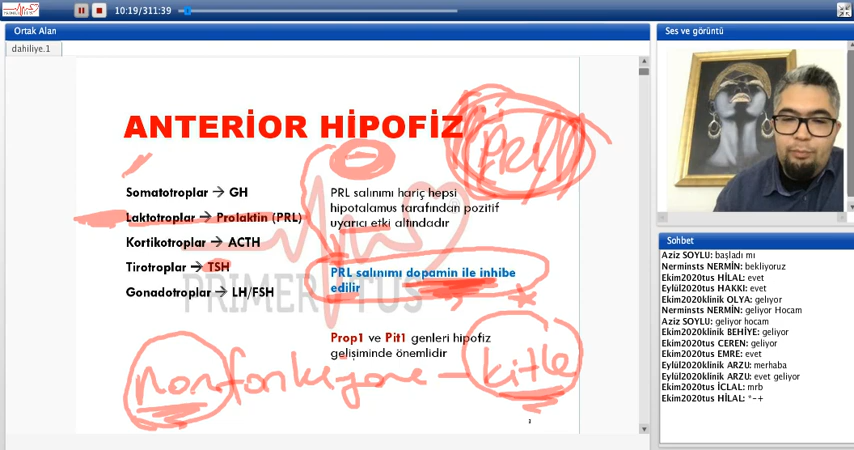 PRIMER TUS
10:19/311:39
Ortak Alan
dahiliye.1
ANTERİOR HİPOFİZ
PRL
Somatotroplar → GH
Laktotroplar → Prolaktin (PRL)
Kortikotroplar → ACTH
Tirotroplar → TSH
Gonadotroplar → LH/FSH
PRL salınımı hariç hepsi
hipotalamus tarafından pozitif
uyarıcı etki altındadır
PRL salınımı dopamin ile inhibe
edilir
PRIMER TUS
Prop1 ve Pit1 genleri hipofiz
gelişiminde önemlidir
nonfonksiyone – kitle
3
Ses ve görüntü
Sohbet
Aziz SOYLU: başladı mı
Nerminsts NERMİN: bekliyoruz
Ekim2020tus HİLAL: evet
Eylül2020tus HAKKI: evet
Ekim2020klinik OLYA: geliyor
Nerminsts NERMİN: geliyor Hocam
Aziz SOYLU: geliyor hocam
Ekim2020klinik BEHİYE: geliyor
Ekim2020tus CEREN: geliyor
Ekim2020tus EMRE: evet
Eylül2020klinik ARZU: merhaba
Eylül2020klinik ARZU: evet geliyor
Ekim2020tus İCLAL: mrb
Ekim2020tus HİLAL: *-+